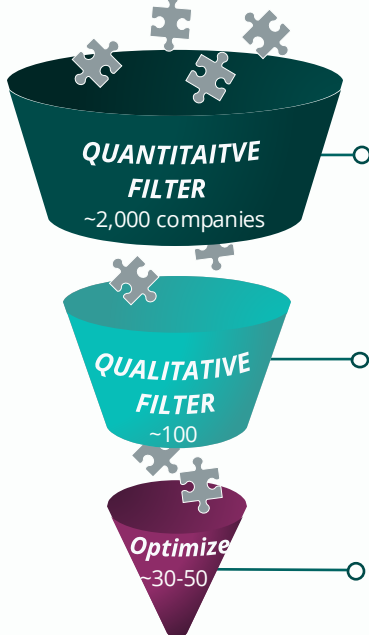 QUANTITAITVE
FILTER
~2,000 companies
QUALITATIVE
FILTER
~100
Optimize
~30-50